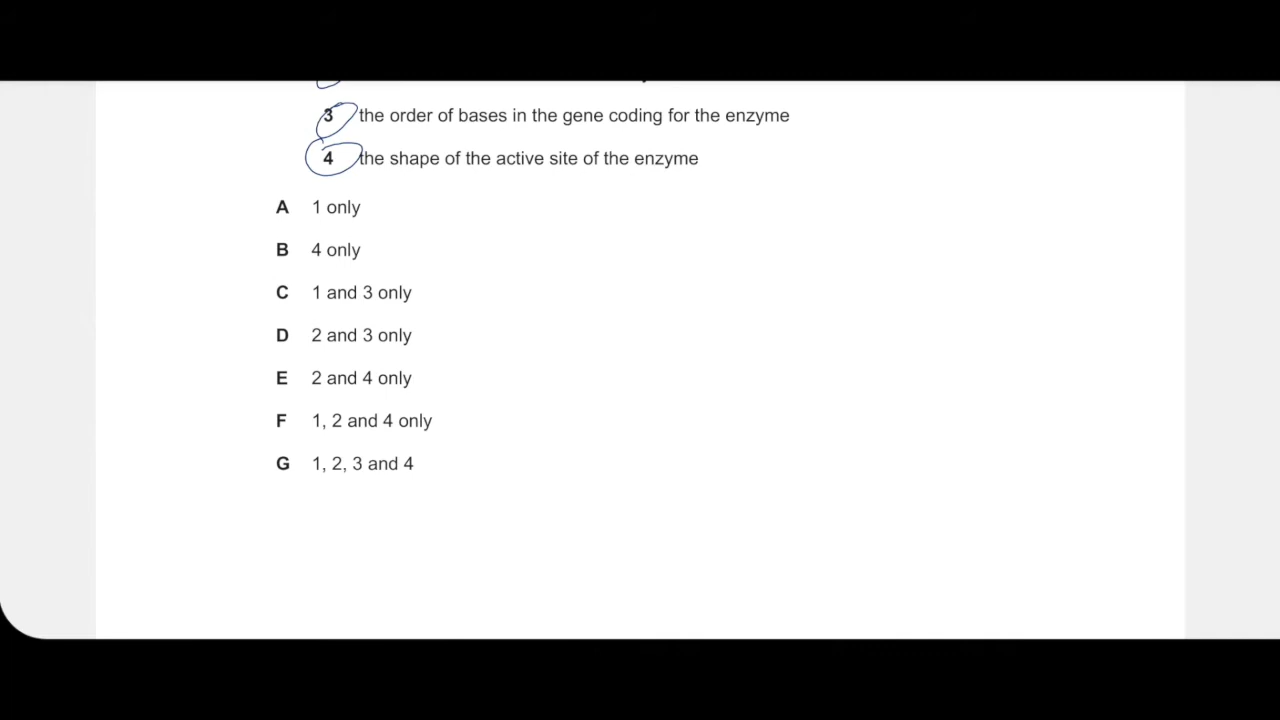 3 the order of bases in the gene coding for the enzyme
4 the shape of the active site of the enzyme
A 1 only
B 4 only
C 1 and 3 only
D 2 and 3 only
E 2 and 4 only
F 1, 2 and 4 only
G 1, 2, 3 and 4